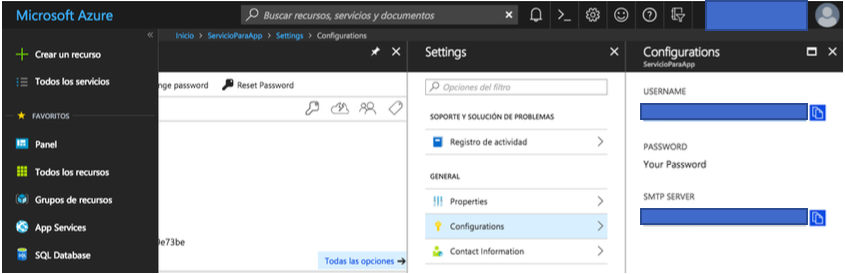 Microsoft Azure
Buscar recursos, servicios y documentos
Inicio > ServicioParaApp > Settings > Configurations
Crear un recurso
Todos los servicios
FAVORITOS
Panel
Todos los recursos
Grupos de recursos
App Services
SQL Database
nge password
Reset Password
e73be
Todas las opciones
Settings
Opciones del filtro
SOPORTE Y SOLUCIÓN DE PROBLEMAS
Registro de actividad
GENERAL
Properties
Configurations
Contact Information
Configurations
ServicioParaApp
USERNAME
PASSWORD
Your Password
SMTP SERVER